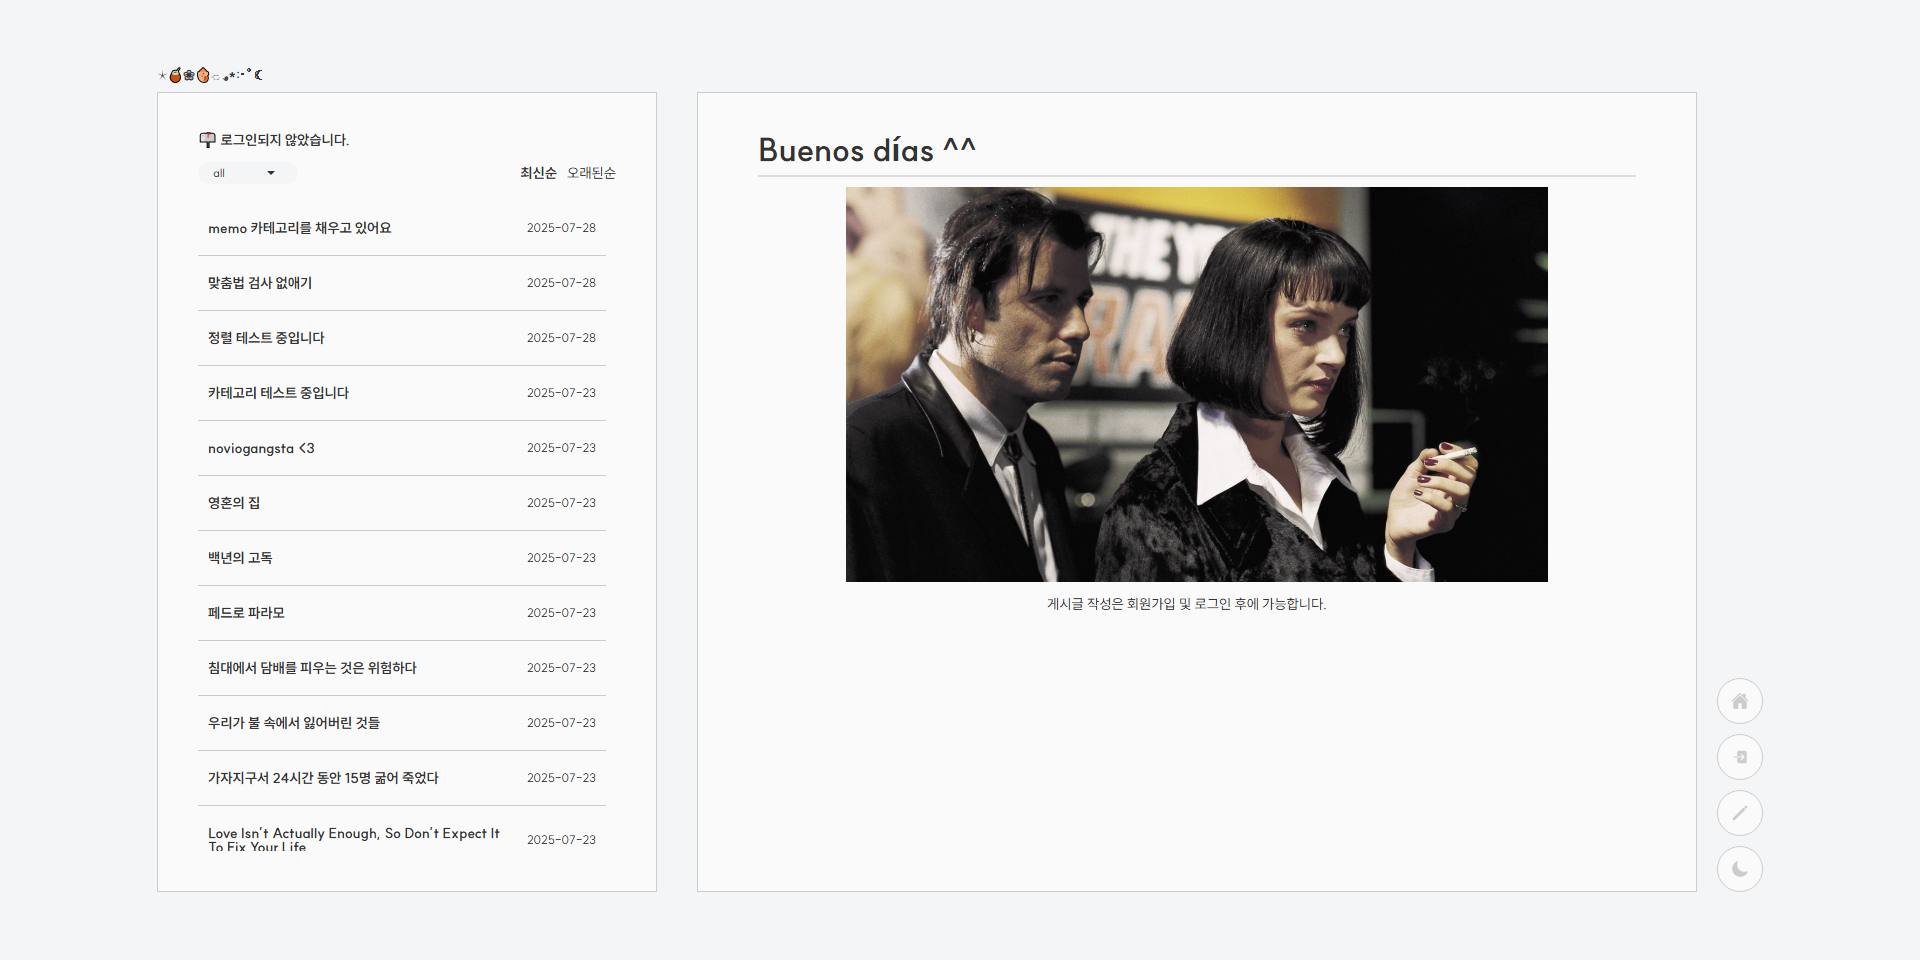 로그인되지 않았습니다.
all
최신순 오래된순
memo 카테고리를 채우고 있어요 2025-07-28
맞춤법 검사 없애기 2025-07-28
정렬 테스트 중입니다 2025-07-28
카테고리 테스트 중입니다 2025-07-23
noviogangsta <3 2025-07-23
영혼의 집 2025-07-23
백년의 고독 2025-07-23
페드로 파라모 2025-07-23
침대에서 담배를 피우는 것은 위험하다 2025-07-23
우리가 불 속에서 잃어버린 것들 2025-07-23
가자지구서 24시간 동안 15명 굶어 죽었다 2025-07-23
Love Isn't Actually Enough, So Don't Expect It 2025-07-23
To Fix Your Life
Buenos días ^^
THE Y
RA
게시글 작성은 회원가입 및 로그인 후에 가능합니다.